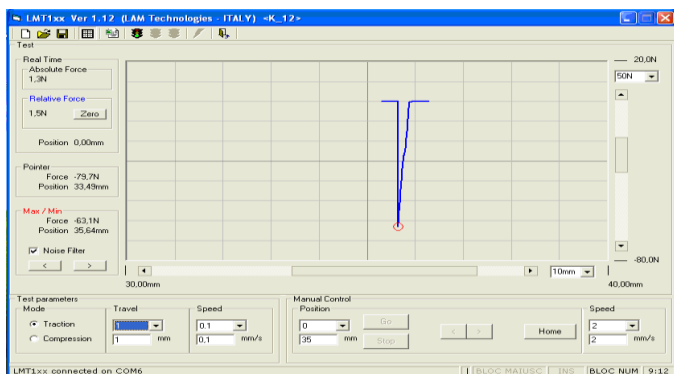 LMT1xx Ver 1.12 (LAM Technologies - ITALY) <K_12>
Test
Real Time
Absolute Force
1,3N
Relative Force
1,5N Zero
Position 0,00mm
Pointer
Force -79,7N
Position 33,49mm
Max / Min
Force -63,1N
Position 35,64mm
Noise Filter
< >
20,0N
50N
-80,0N
10mm
30,00mm 40,00mm
Test parameters
Mode Travel Speed
Traction 1 0.1
Compression 1 mm 0,1 mm/s
Manual Control
Position Speed
0 Go < > Home 2
35 mm Stop 2 mm/s
LMT1xx connected on COM6 BLOC MAIUSC INS BLOC NUM 9:12